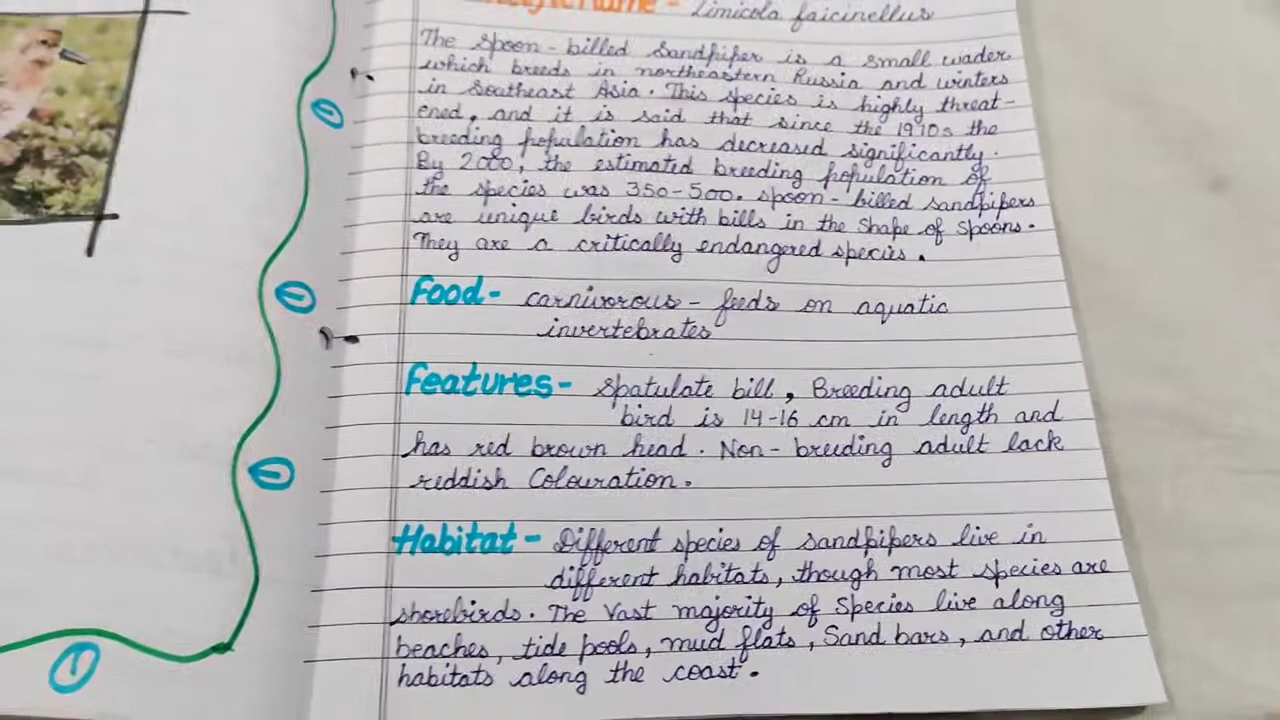 Name - Limicola faicinellus
The Spoon-billed Sandpiper is a small wader
which breeds in northeastern Russia and winters
in Southeast Asia. This species is highly threat-
ened, and it is said that since the 1970s the
breeding population has decreased significantly.
By 2000, the estimated breeding population of
the species was 350-500. spoon-billed sandpipers
are unique birds with bills in the shape of spoons.
They are a critically endangered species.
Food- carnivorous - feeds on aquatic
invertebrates
Features- Spatulate bill, Breeding adult
bird is 14-16 cm in length and
has red brown head. Non-breeding adult lack
reddish Colouration.
Habitat- Different species of sandpipers live in
different habitats, though most species are
shorebirds. The Vast majority of Species live along
beaches, tide pools, mud flats, Sand bars, and other
habitats along the coast.